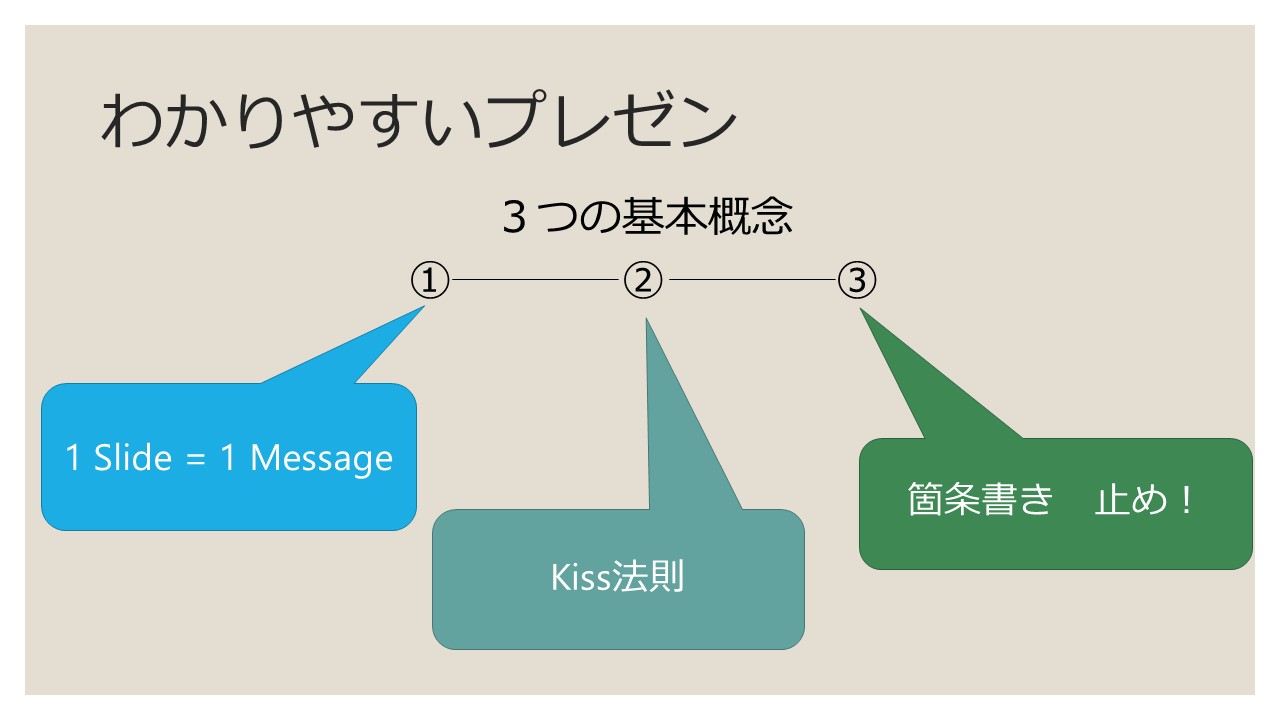 わかりやすいプレゼン
３つの基本概念
① ② ③
1 Slide = 1 Message
Kiss法則
箇条書き　止め！